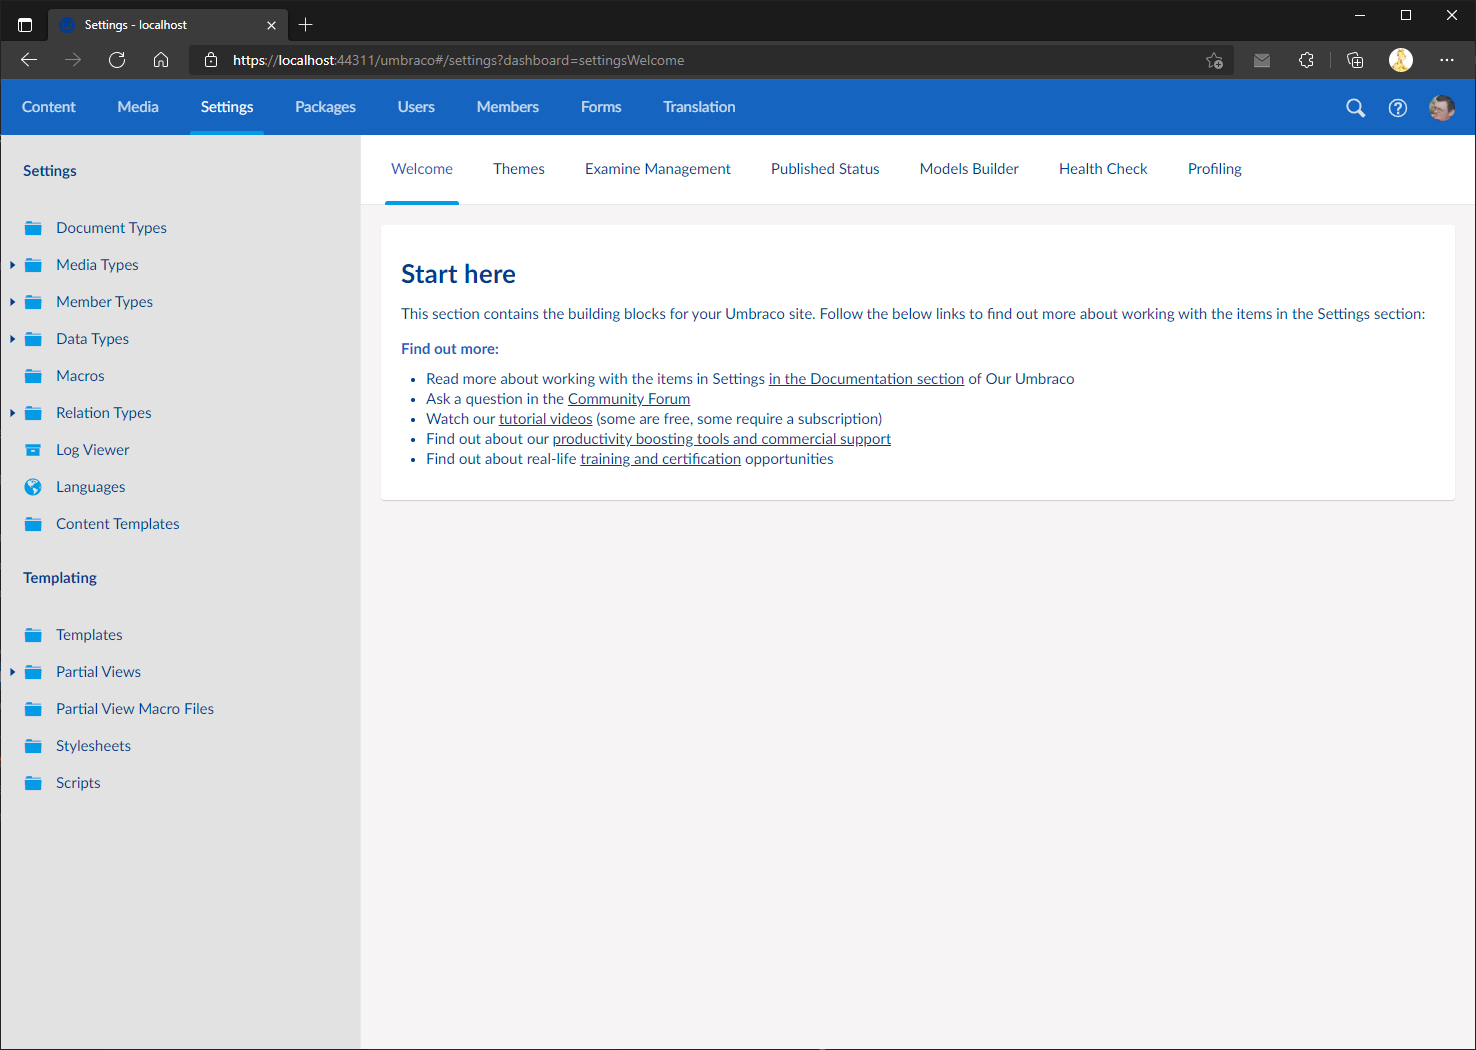 Settings - localhost
https://localhost:44311/umbraco#/settings?dashboard=settingsWelcome
Content Media Settings Packages Users Members Forms Translation
Settings
Document Types
Media Types
Member Types
Data Types
Macros
Relation Types
Log Viewer
Languages
Content Templates
Templating
Templates
Partial Views
Partial View Macro Files
Stylesheets
Scripts
Welcome Themes Examine Management Published Status Models Builder Health Check Profiling
Start here
This section contains the building blocks for your Umbraco site. Follow the below links to find out more about working with the items in the Settings section:
Find out more:
• Read more about working with the items in Settings in the Documentation section of Our Umbraco
• Ask a question in the Community Forum
• Watch our tutorial videos (some are free, some require a subscription)
• Find out about our productivity boosting tools and commercial support
• Find out about real-life training and certification opportunities